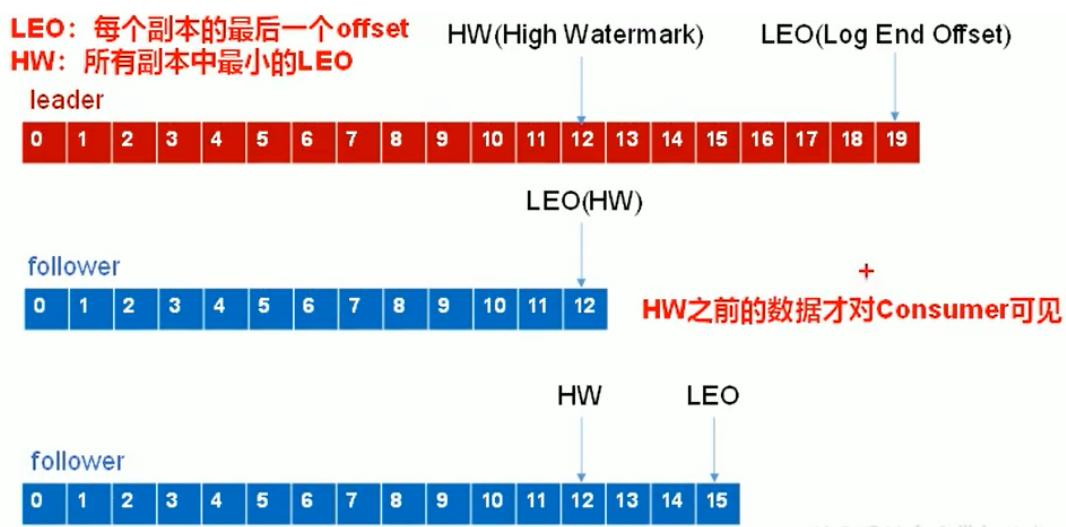 LEO：每个副本的最后一个offset
HW：所有副本中最小的LEO
HW(High Watermark)
LEO(Log End Offset)
leader
0 1 2 3 4 5 6 7 8 9 10 11 12 13 14 15 16 17 18 19
LEO(HW)
follower
0 1 2 3 4 5 6 7 8 9 10 11 12
+
HW之前的数据才对Consumer可见
HW
LEO
follower
0 1 2 3 4 5 6 7 8 9 10 11 12 13 14 15